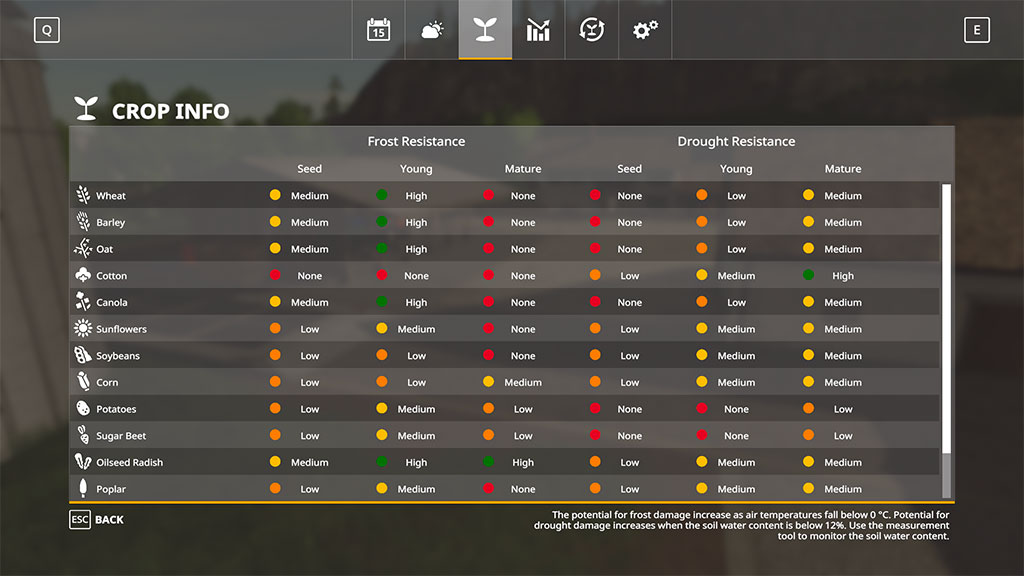 Q
15
E
CROP INFO
Frost Resistance Drought Resistance
Seed Young Mature Seed Young Mature
Wheat Medium High None None Low Medium
Barley Medium High None None Low Medium
Oat Medium High None None Low Medium
Cotton None None None Low Medium High
Canola Medium High None None Low Medium
Sunflowers Low Medium None Low Medium Medium
Soybeans Low Low None Low Medium Medium
Corn Low Low Medium Low Medium Medium
Potatoes Low Medium Low None None Low
Sugar Beet Low Medium Low None None Low
Oilseed Radish Medium High High Low Medium Medium
Poplar Low Medium None Low Medium Medium
ESC BACK
The potential for frost damage increase as air temperatures fall below 0 °C. Potential for
drought damage increases when the soil water content is below 12%. Use the measurement
tool to monitor the soil water content.